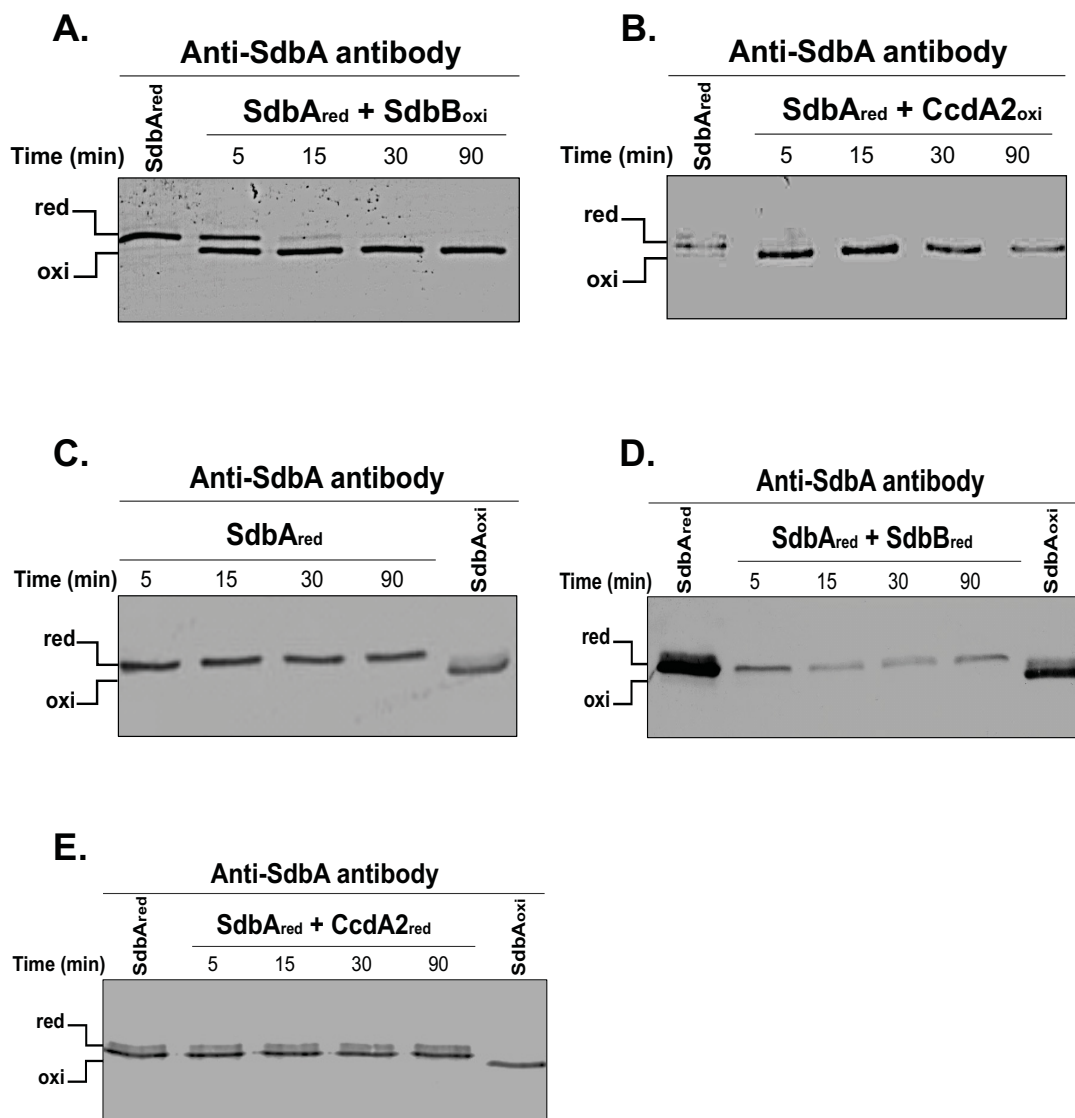 A.
Anti-SdbA antibody
SdbAred
SdbAred + SdbBoxi
Time (min) 5 15 30 90
red
oxi
B.
Anti-SdbA antibody
SdbAred
SdbAred + CcdA2oxi
Time (min) 5 15 30 90
red
oxi
C.
Anti-SdbA antibody
SdbAred
SdbAoxi
Time (min) 5 15 30 90
red
oxi
D.
Anti-SdbA antibody
SdbAred
SdbAred + SdbBred
SdbAoxi
Time (min) 5 15 30 90
red
oxi
E.
Anti-SdbA antibody
SdbAred
SdbAred + CcdA2red
SdbAoxi
Time (min) 5 15 30 90
red
oxi